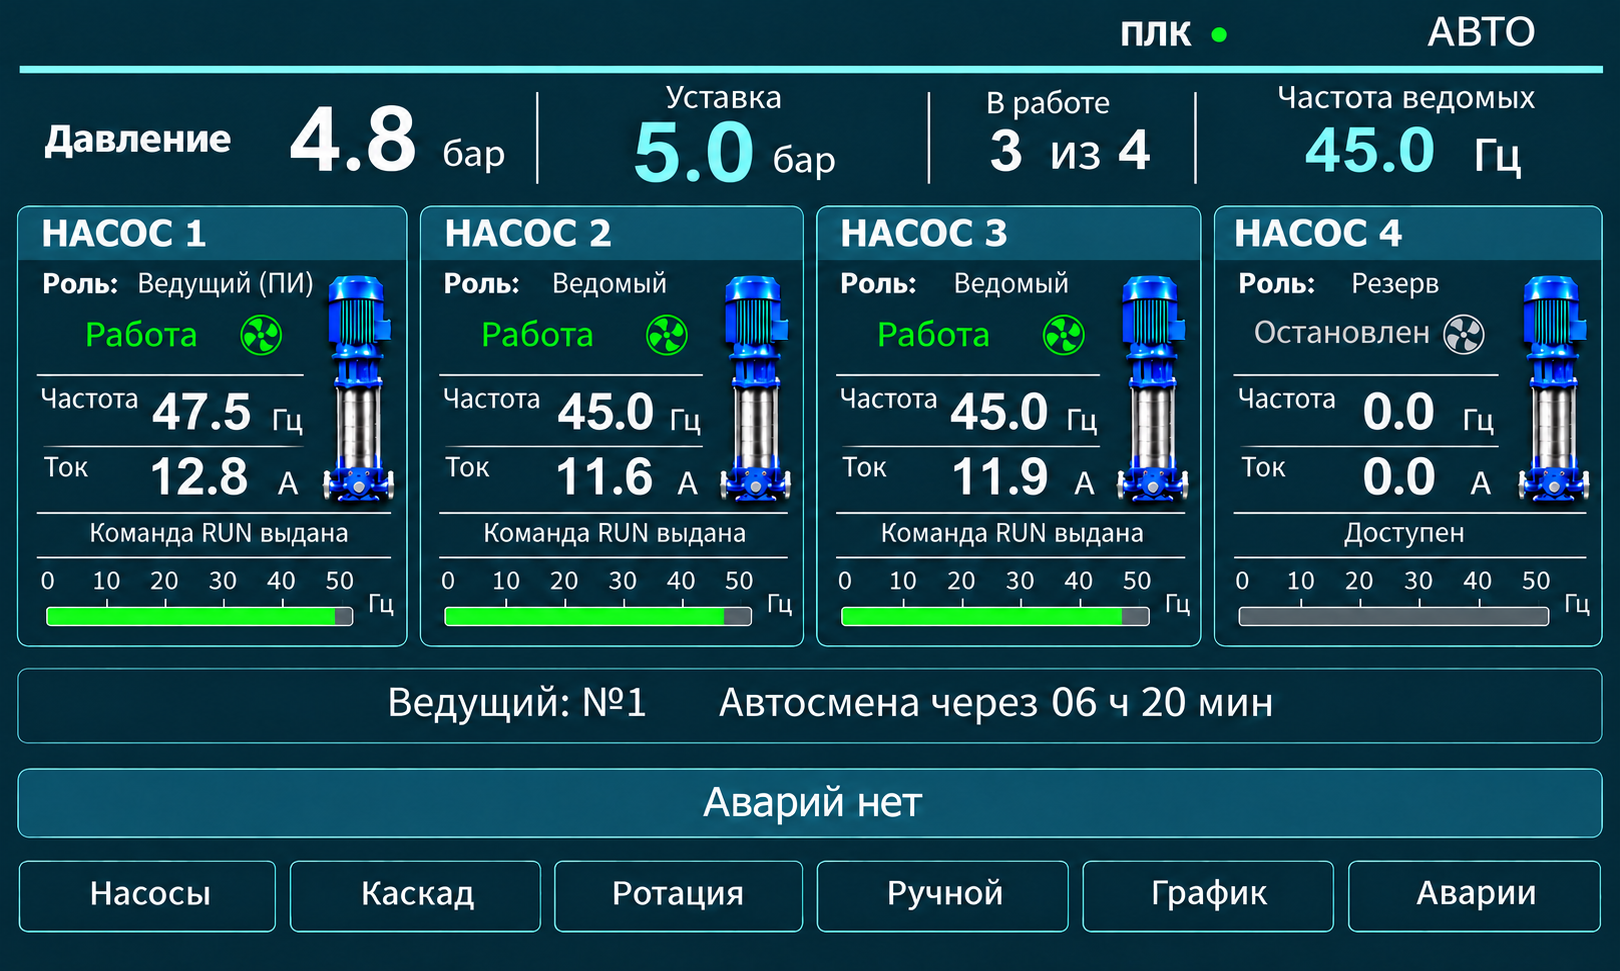 ПЛК АВТО
Давление 4.8 бар
Уставка
5.0 бар
В работе
3 из 4
Частота ведомых
45.0 Гц
НАСОС 1
Роль: Ведущий (ПИ)
Работа
Частота 47.5 Гц
Ток 12.8 А
Команда RUN выдана
0 10 20 30 40 50
Гц
НАСОС 2
Роль: Ведомый
Работа
Частота 45.0 Гц
Ток 11.6 А
Команда RUN выдана
0 10 20 30 40 50
Гц
НАСОС 3
Роль: Ведомый
Работа
Частота 45.0 Гц
Ток 11.9 А
Команда RUN выдана
0 10 20 30 40 50
Гц
НАСОС 4
Роль: Резерв
Остановлен
Частота 0.0 Гц
Ток 0.0 А
Доступен
0 10 20 30 40 50
Гц
Ведущий: №1 Автосмена через 06 ч 20 мин
Аварий нет
Насосы Каскад Ротация Ручной График Аварии